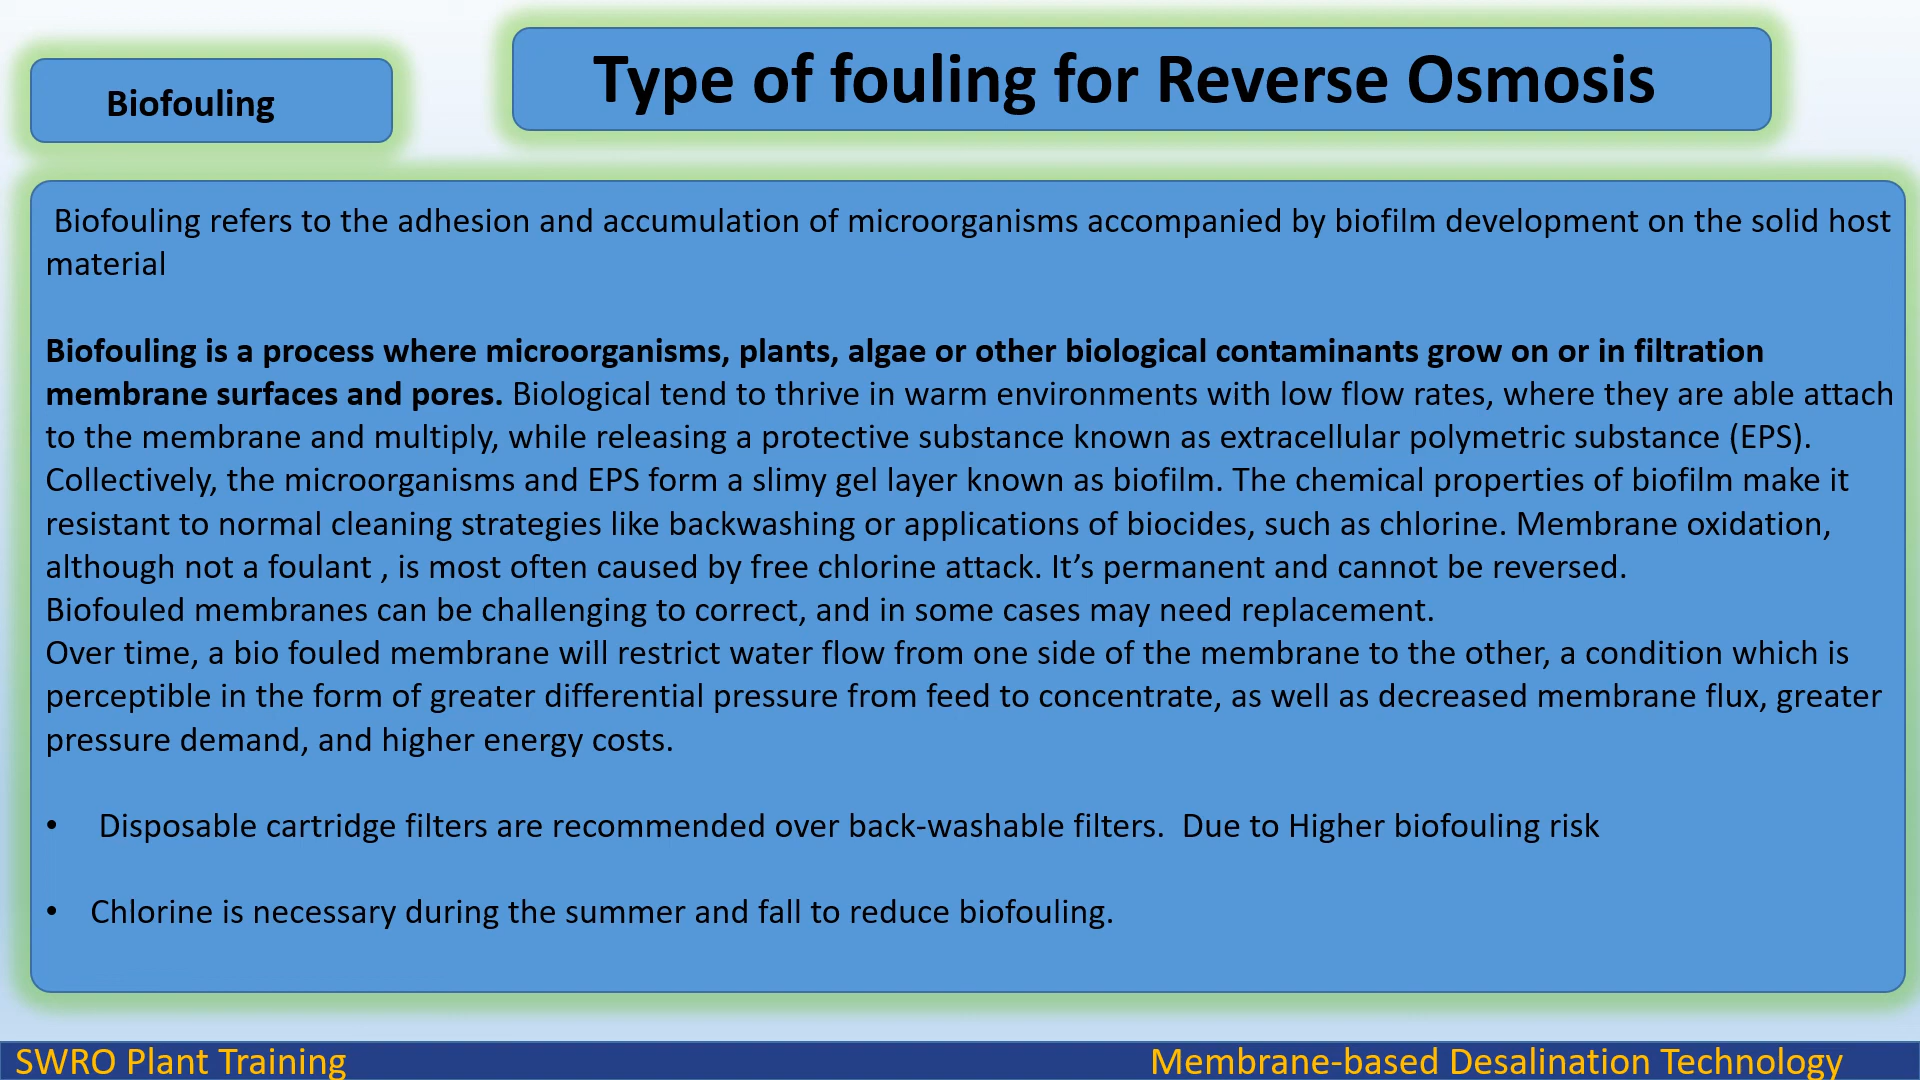 Biofouling
Type of fouling for Reverse Osmosis
Biofouling refers to the adhesion and accumulation of microorganisms accompanied by biofilm development on the solid host
material
Biofouling is a process where microorganisms, plants, algae or other biological contaminants grow on or in filtration
membrane surfaces and pores. Biological tend to thrive in warm environments with low flow rates, where they are able attach
to the membrane and multiply, while releasing a protective substance known as extracellular polymetric substance (EPS).
Collectively, the microorganisms and EPS form a slimy gel layer known as biofilm. The chemical properties of biofilm make it
resistant to normal cleaning strategies like backwashing or applications of biocides, such as chlorine. Membrane oxidation,
although not a foulant , is most often caused by free chlorine attack. It’s permanent and cannot be reversed.
Biofouled membranes can be challenging to correct, and in some cases may need replacement.
Over time, a bio fouled membrane will restrict water flow from one side of the membrane to the other, a condition which is
perceptible in the form of greater differential pressure from feed to concentrate, as well as decreased membrane flux, greater
pressure demand, and higher energy costs.
• Disposable cartridge filters are recommended over back-washable filters. Due to Higher biofouling risk
• Chlorine is necessary during the summer and fall to reduce biofouling.
SWRO Plant Training
Membrane-based Desalination Technology